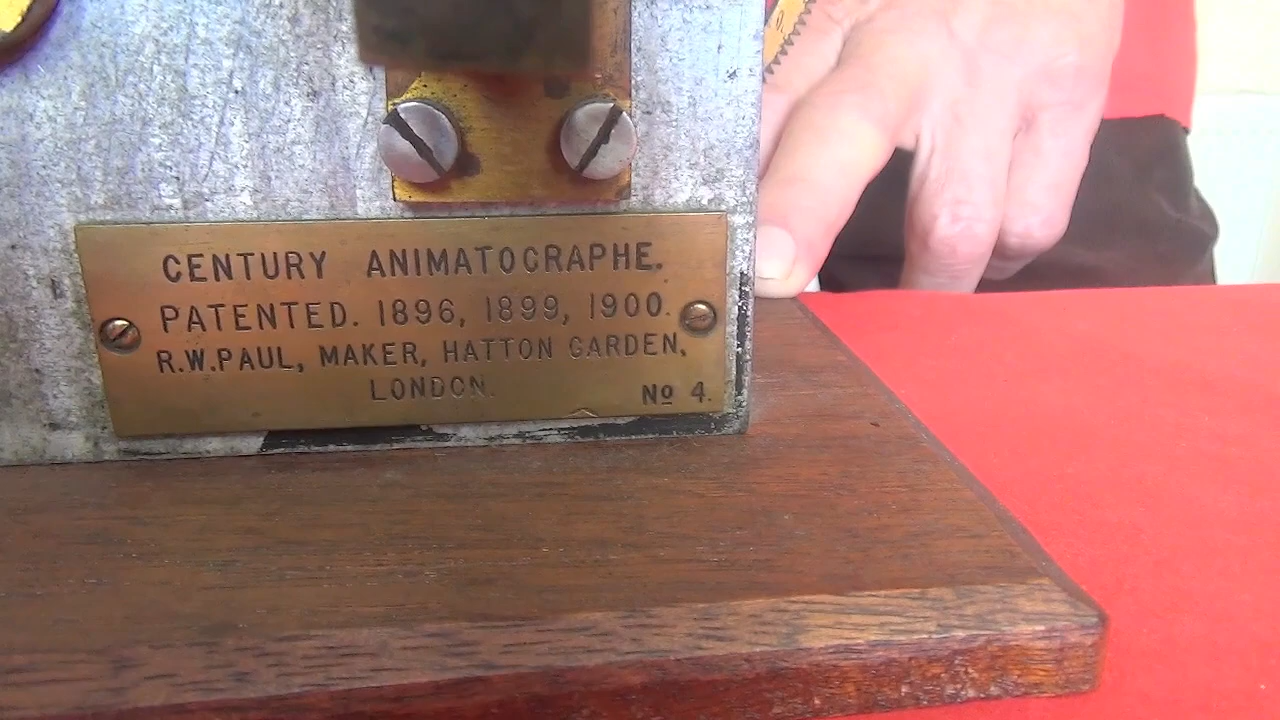 CENTURY ANIMATOGRAPHE.
PATENTED. 1896, 1899, 1900.
R.W.PAUL, MAKER, HATTON GARDEN,
LONDON.
No 4.